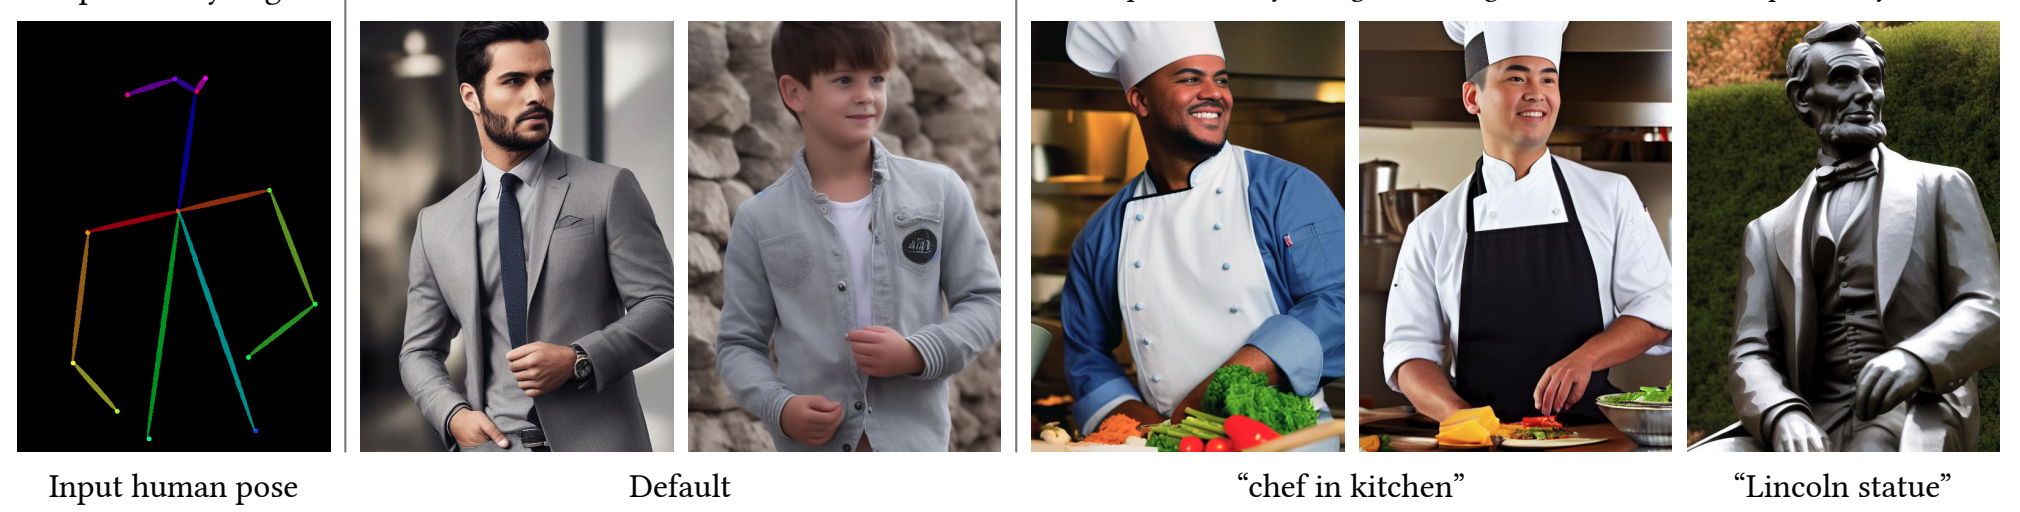 Input human pose
Default
“chef in kitchen”
“Lincoln statue”